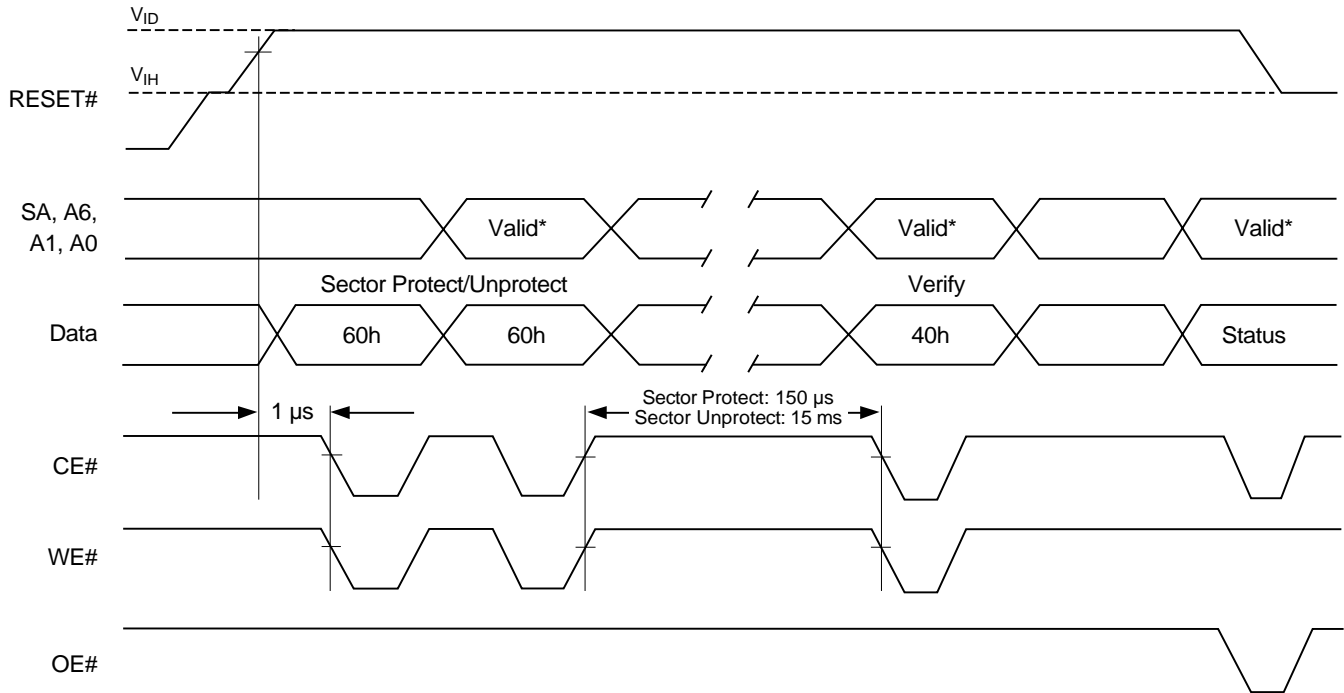 VID
VIH
RESET#
SA, A6,
A1, A0
Valid*
Valid*
Valid*
Sector Protect/Unprotect
Verify
Data
60h
60h
40h
Status
1 µs
Sector Protect: 150 µs
Sector Unprotect: 15 ms
CE#
WE#
OE#